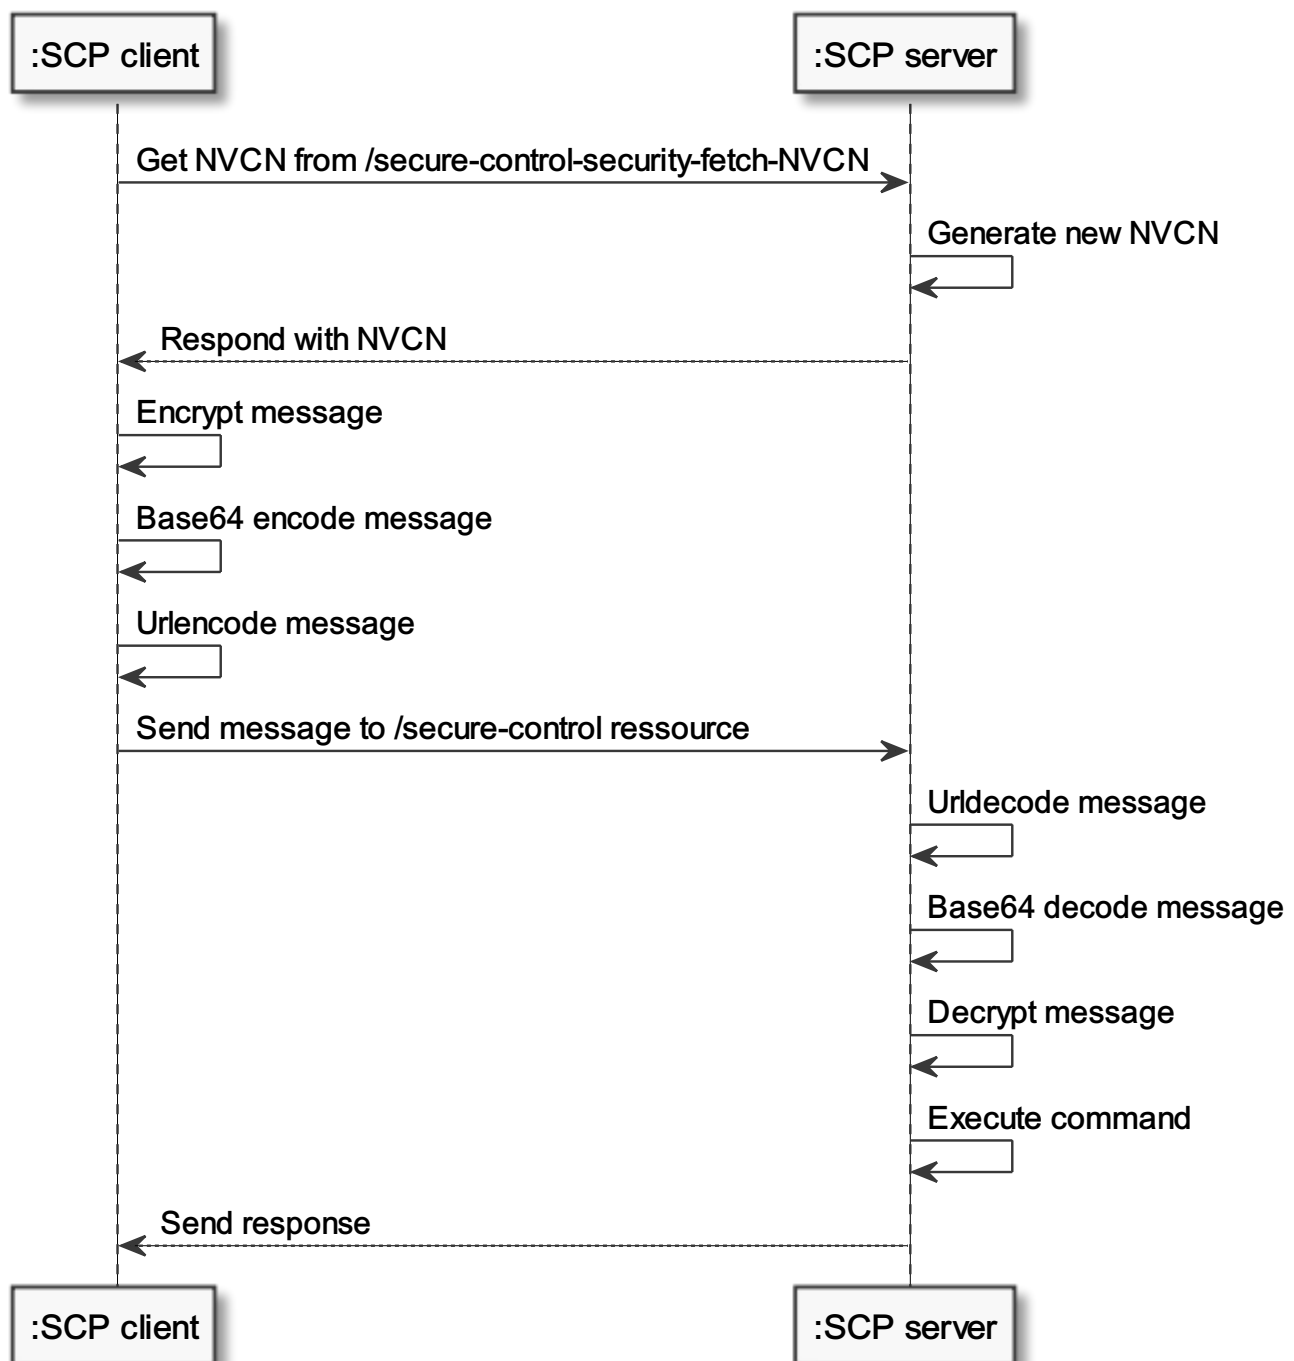 :SCP client
:SCP server
Get NVCN from /secure-control-security-fetch-NVCN
Generate new NVCN
Respond with NVCN
Encrypt message
Base64 encode message
Urlencode message
Send message to /secure-control ressource
Urldecode message
Base64 decode message
Decrypt message
Execute command
Send response
:SCP client
:SCP server